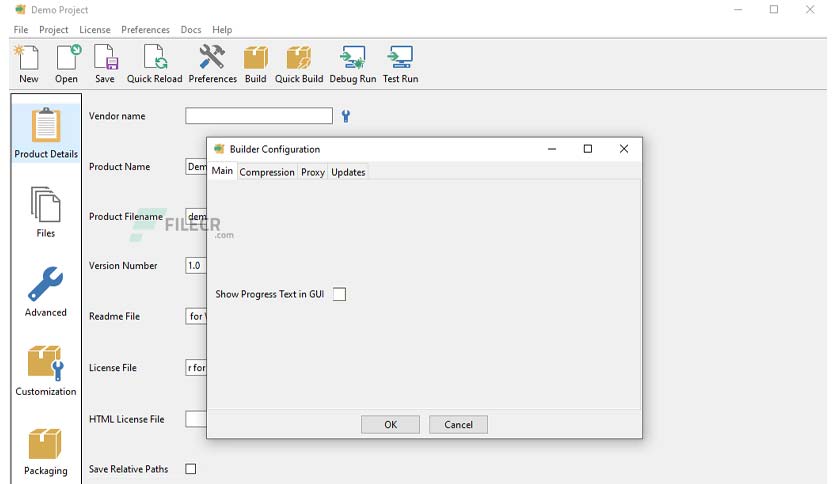 Demo Project
File Project License Preferences Docs Help
New Open Save Quick Reload Preferences Build Quick Build Debug Run Test Run
Product Details
Files
Advanced
Customization
Packaging
Vendor name
Product Name Dem
Product Filename dem
Version Number 1.0
Readme File for
License File r for
HTML License File
Save Relative Paths
FILECR
.com
Builder Configuration
Main Compression Proxy Updates
Show Progress Text in GUI
OK Cancel